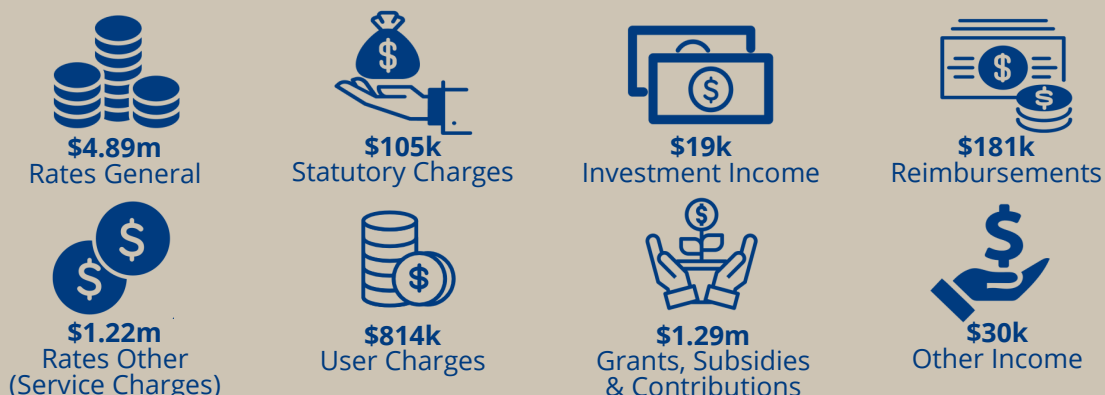 $4.89m
Rates General
$105k
Statutory Charges
$19k
Investment Income
$181k
Reimbursements
$1.22m
Rates Other
(Service Charges)
$814k
User Charges
$1.29m
Grants, Subsidies
& Contributions
$30k
Other Income